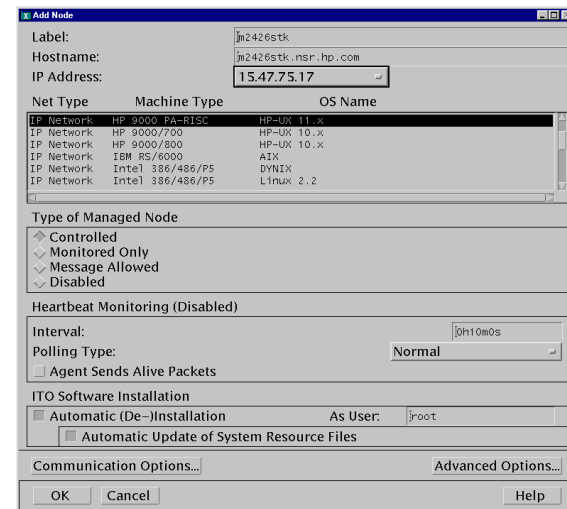 Add Node
Label: m2426stk
Hostname: m2426stk.nsr.hp.com
IP Address: 15.47.75.17
Net Type Machine Type OS Name
IP Network HP 9000 PA-RISC HP-UX 11.x
IP Network HP 9000/700 HP-UX 10.x
IP Network HP 9000/800 HP-UX 10.x
IP Network IBM RS/6000 AIX
IP Network Intel 386/486/P5 DYNIX
IP Network Intel 386/486/P5 Linux 2.2
Type of Managed Node
Controlled
Monitored Only
Message Allowed
Disabled
Heartbeat Monitoring (Disabled)
Interval: 0h10m0s
Polling Type: Normal
Agent Sends Alive Packets
ITO Software Installation
Automatic (De-)Installation As User: root
Automatic Update of System Resource Files
Communication Options... Advanced Options...
OK Cancel Help